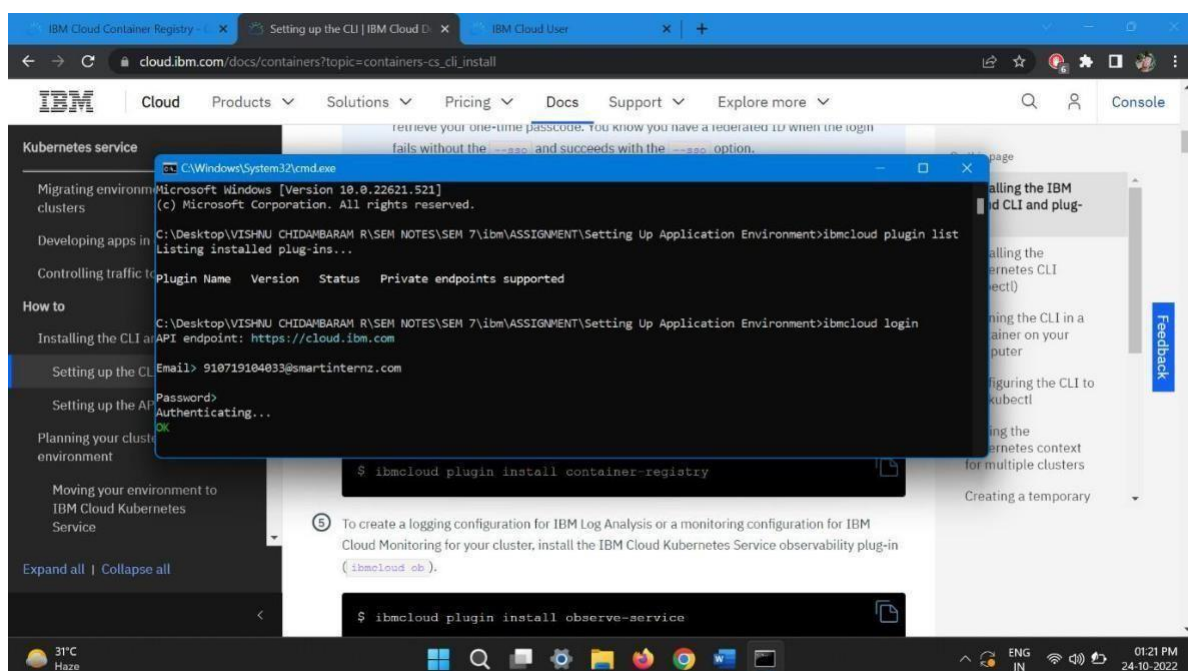 IBM Cloud Container Registry -
Setting up the CLI | IBM Cloud D
IBM Cloud User
cloud.ibm.com/docs/containers?topic=containers-cs_cli_install
IBM
Cloud
Products
Solutions
Pricing
Docs
Support
Explore more
Console
Kubernetes service
Migrating environm
clusters
Developing apps in
Controlling traffic to
How to
Installing the CLI an
Setting up the CL
Setting up the AP
Planning your cluste
environment
Moving your environment to
IBM Cloud Kubernetes
Service
Expand all | Collapse all
retrieve your one-time passcode. You know you have a federated ID when the login
fails without the --sso and succeeds with the --sso option.
C:\Windows\System32\cmd.exe
Microsoft Windows [Version 10.0.22621.521]
(c) Microsoft Corporation. All rights reserved.
C:\Desktop\VISHNU CHIDAMBARAM R\SEM NOTES\SEM 7\ibm\ASSIGNMENT\Setting Up Application Environment>ibmcloud plugin list
Listing installed plug-ins...
Plugin Name Version Status Private endpoints supported
C:\Desktop\VISHNU CHIDAMBARAM R\SEM NOTES\SEM 7\ibm\ASSIGNMENT\Setting Up Application Environment>ibmcloud login
API endpoint: https://cloud.ibm.com
Email> 910719104033@smartinternz.com
Password>
Authenticating...
OK
$ ibmcloud plugin install container-registry
5 To create a logging configuration for IBM Log Analysis or a monitoring configuration for IBM
Cloud Monitoring for your cluster, install the IBM Cloud Kubernetes Service observability plug-in
( ibmcloud ob ).
$ ibmcloud plugin install observe-service
page
alling the IBM
d CLI and plug-
alling the
ernetes CLI
ectl)
ning the CLI in a
ainer on your
puter
figuring the CLI to
kubectl
ing the
ernetes context
for multiple clusters
Creating a temporary
Feedback
31°C
Haze
ENG
IN
01:21 PM
24-10-2022